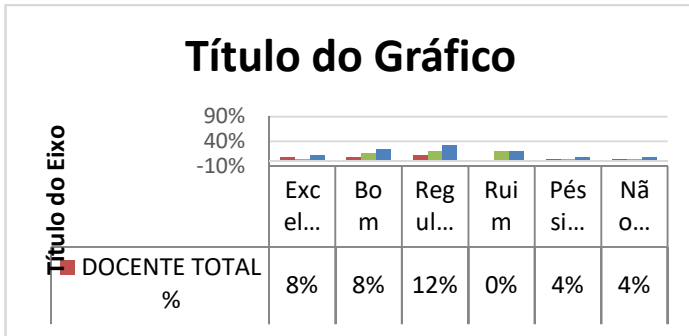 Título do Gráfico
Título do Eixo
90%
40%
-10%
Exc el... Bo m Reg ul... Rui m Pés si... Nã o...
DOCENTE TOTAL % 8% 8% 12% 0% 4% 4%